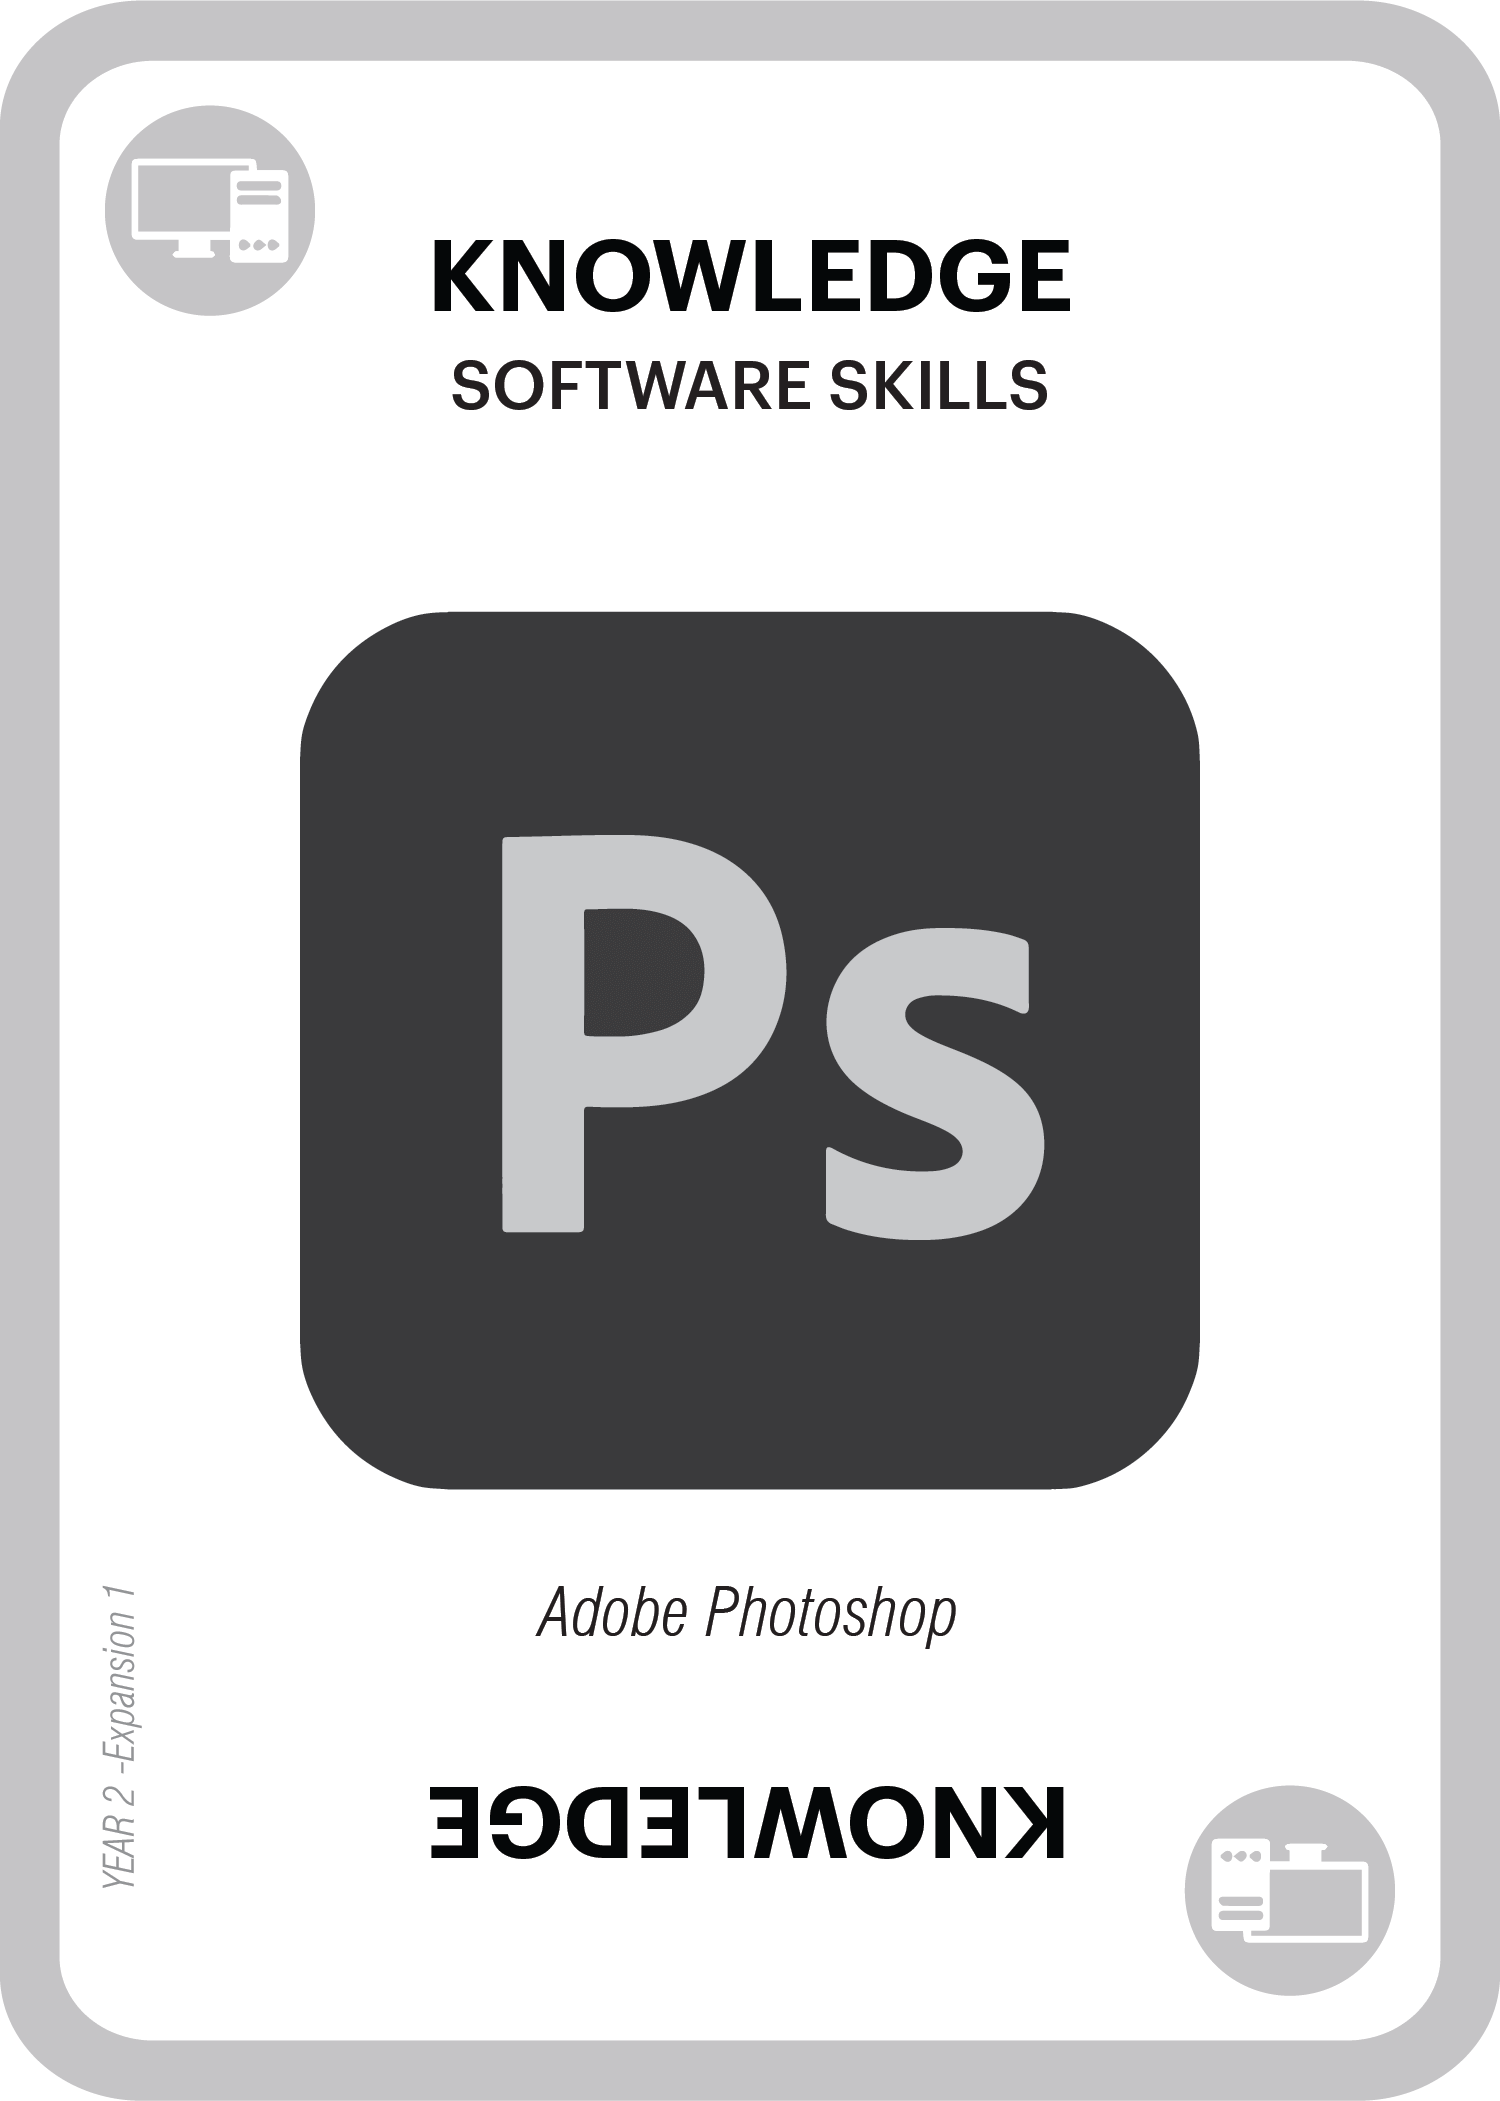 KNOWLEDGE
SOFTWARE SKILLS
Ps
Adobe Photoshop
YEAR 2 -Expansion 1
KNOWLEDGE